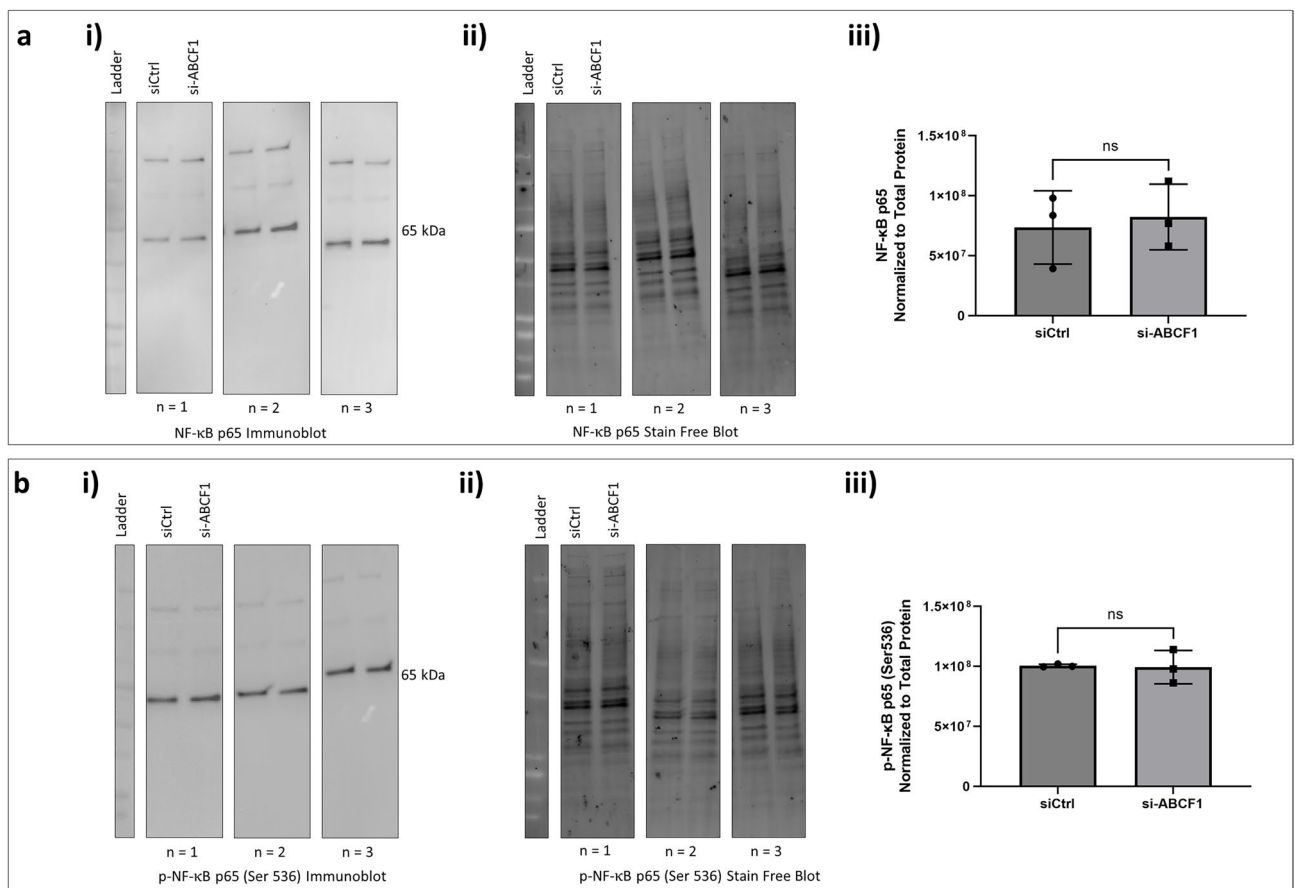 a
i)
Ladder
siCtrl
si-ABCF1
65 kDa
n = 1
n = 2
n = 3
NF-κB p65 Immunoblot
ii)
Ladder
siCtrl
si-ABCF1
n = 1
n = 2
n = 3
NF-κB p65 Stain Free Blot
iii)
NF-κB p65
Normalized to Total Protein
1.5×10⁸
1×10⁸
5×10⁷
0
ns
siCtrl
si-ABCF1
b
i)
Ladder
siCtrl
si-ABCF1
65 kDa
n = 1
n = 2
n = 3
p-NF-κB p65 (Ser 536) Immunoblot
ii)
Ladder
siCtrl
si-ABCF1
n = 1
n = 2
n = 3
p-NF-κB p65 (Ser 536) Stain Free Blot
iii)
p-NF-κB p65 (Ser536)
Normalized to Total Protein
1.5×10⁸
1×10⁸
5×10⁷
0
ns
siCtrl
si-ABCF1